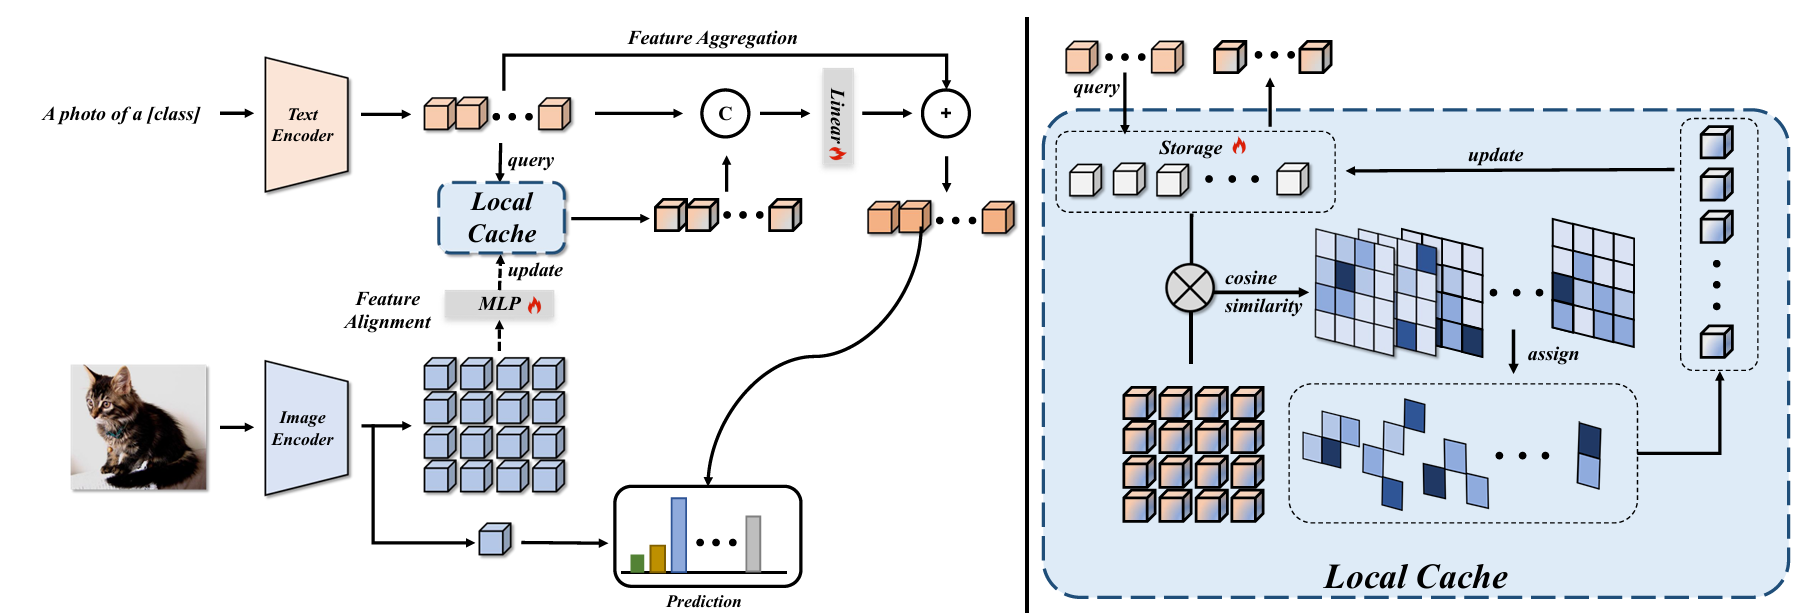 Feature Aggregation
A photo of a [class]
Text
Encoder
C
Linear
+
query
Local
Cache
update
Feature
Alignment
MLP
Image
Encoder
Prediction
query
Storage
update
cosine
similarity
assign
Local Cache